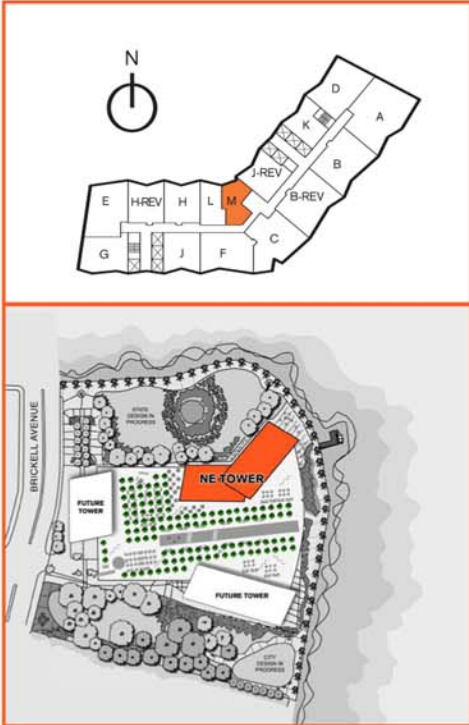 N
D
A
K
B
J-REV
B-REV
E
H-REV
H
L
M
G
J
F
C
BRICKELL AVENUE
STATE
DESIGN IN
PROGRESS
NE TOWER
FUTURE
TOWER
FUTURE TOWER
CITY
DESIGN IN
PROGRESS